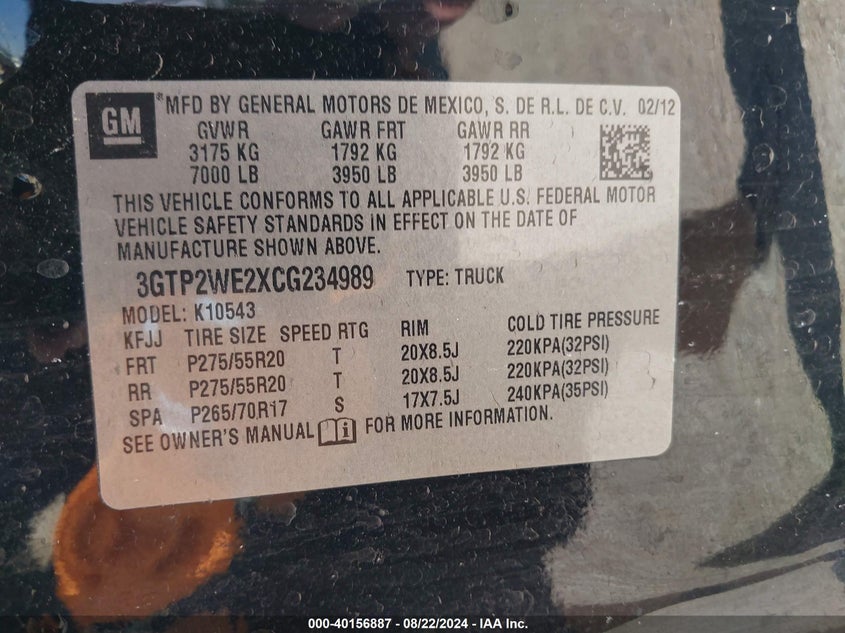 GM
® MFD BY GENERAL MOTORS DE MEXICO, S. DE R.L. DE C.V. 02/12
GVWR GAWR FRT GAWR RR
3175 KG 1792 KG 1792 KG
7000 LB 3950 LB 3950 LB
THIS VEHICLE CONFORMS TO ALL APPLICABLE U.S. FEDERAL MOTOR
VEHICLE SAFETY STANDARDS IN EFFECT ON THE DATE OF
MANUFACTURE SHOWN ABOVE.
3GTP2WE2XCG234989 TYPE: TRUCK
MODEL: K10543
KFJJ TIRE SIZE SPEED RTG RIM COLD TIRE PRESSURE
FRT P275/55R20 T 20X8.5J 220KPA(32PSI)
RR P275/55R20 T 20X8.5J 220KPA(32PSI)
SPA P265/70R17 S 17X7.5J 240KPA(35PSI)
SEE OWNER'S MANUAL FOR MORE INFORMATION.
000-40156887 - 08/22/2024 - IAA Inc.